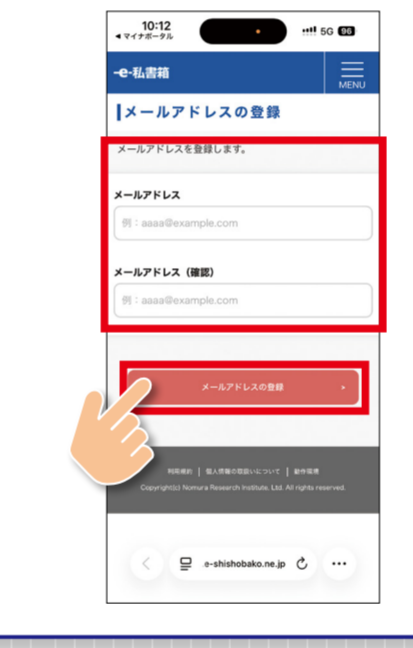 10:12
5G 96
◀ マイナポータル
-e-私書箱
MENU
メールアドレスの登録
メールアドレスを登録します。
メールアドレス
例：aaaa@example.com
メールアドレス（確認）
例：aaaa@example.com
メールアドレスの登録 >
利用規約 | 個人情報の取扱いについて | 動作環境
Copyright(c) Nomura Research Institute, Ltd. All rights reserved.
e-shishobako.ne.jp